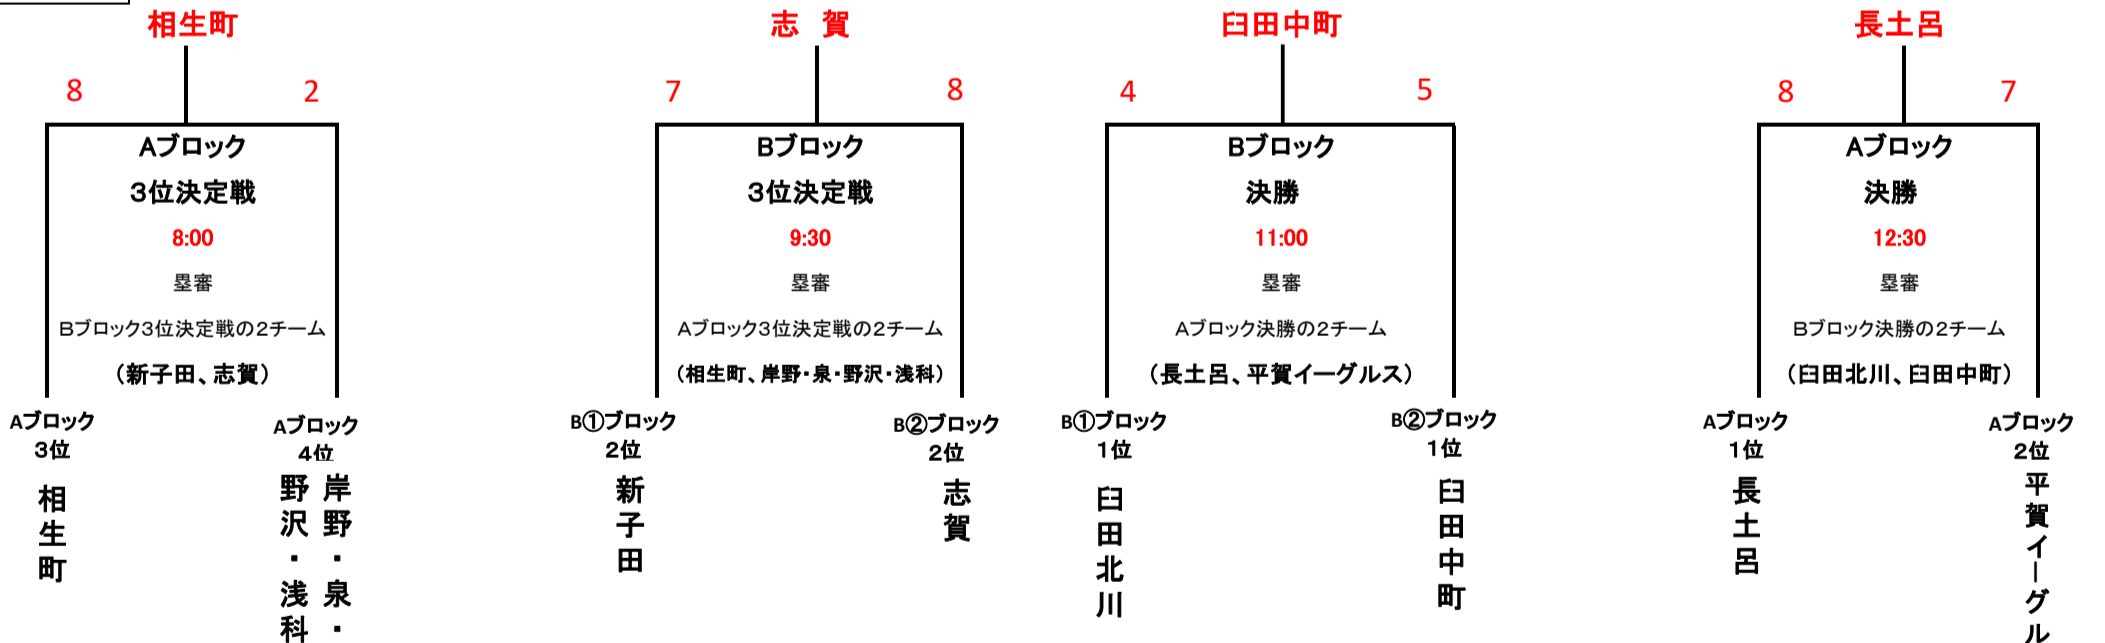 相生町
8 2
Aブロック
3位決定戦
8:00
塁審
Bブロック3位決定戦の2チーム
（新子田、志賀）
Aブロック
3位
相生町
Aブロック
4位
岸野・泉・
野沢・浅科
志 賀
7 8
Bブロック
3位決定戦
9:30
塁審
Aブロック3位決定戦の2チーム
（相生町、岸野・泉・野沢・浅科）
B①ブロック
2位
新子田
B②ブロック
2位
志賀
臼田中町
4 5
Bブロック
決勝
11:00
塁審
Aブロック決勝の2チーム
（長土呂、平賀イーグルス）
B①ブロック
1位
臼田北川
B②ブロック
1位
臼田中町
長土呂
8 7
Aブロック
決勝
12:30
塁審
Bブロック決勝の2チーム
（臼田北川、臼田中町）
Aブロック
1位
長土呂
Aブロック
2位
平賀イーグル